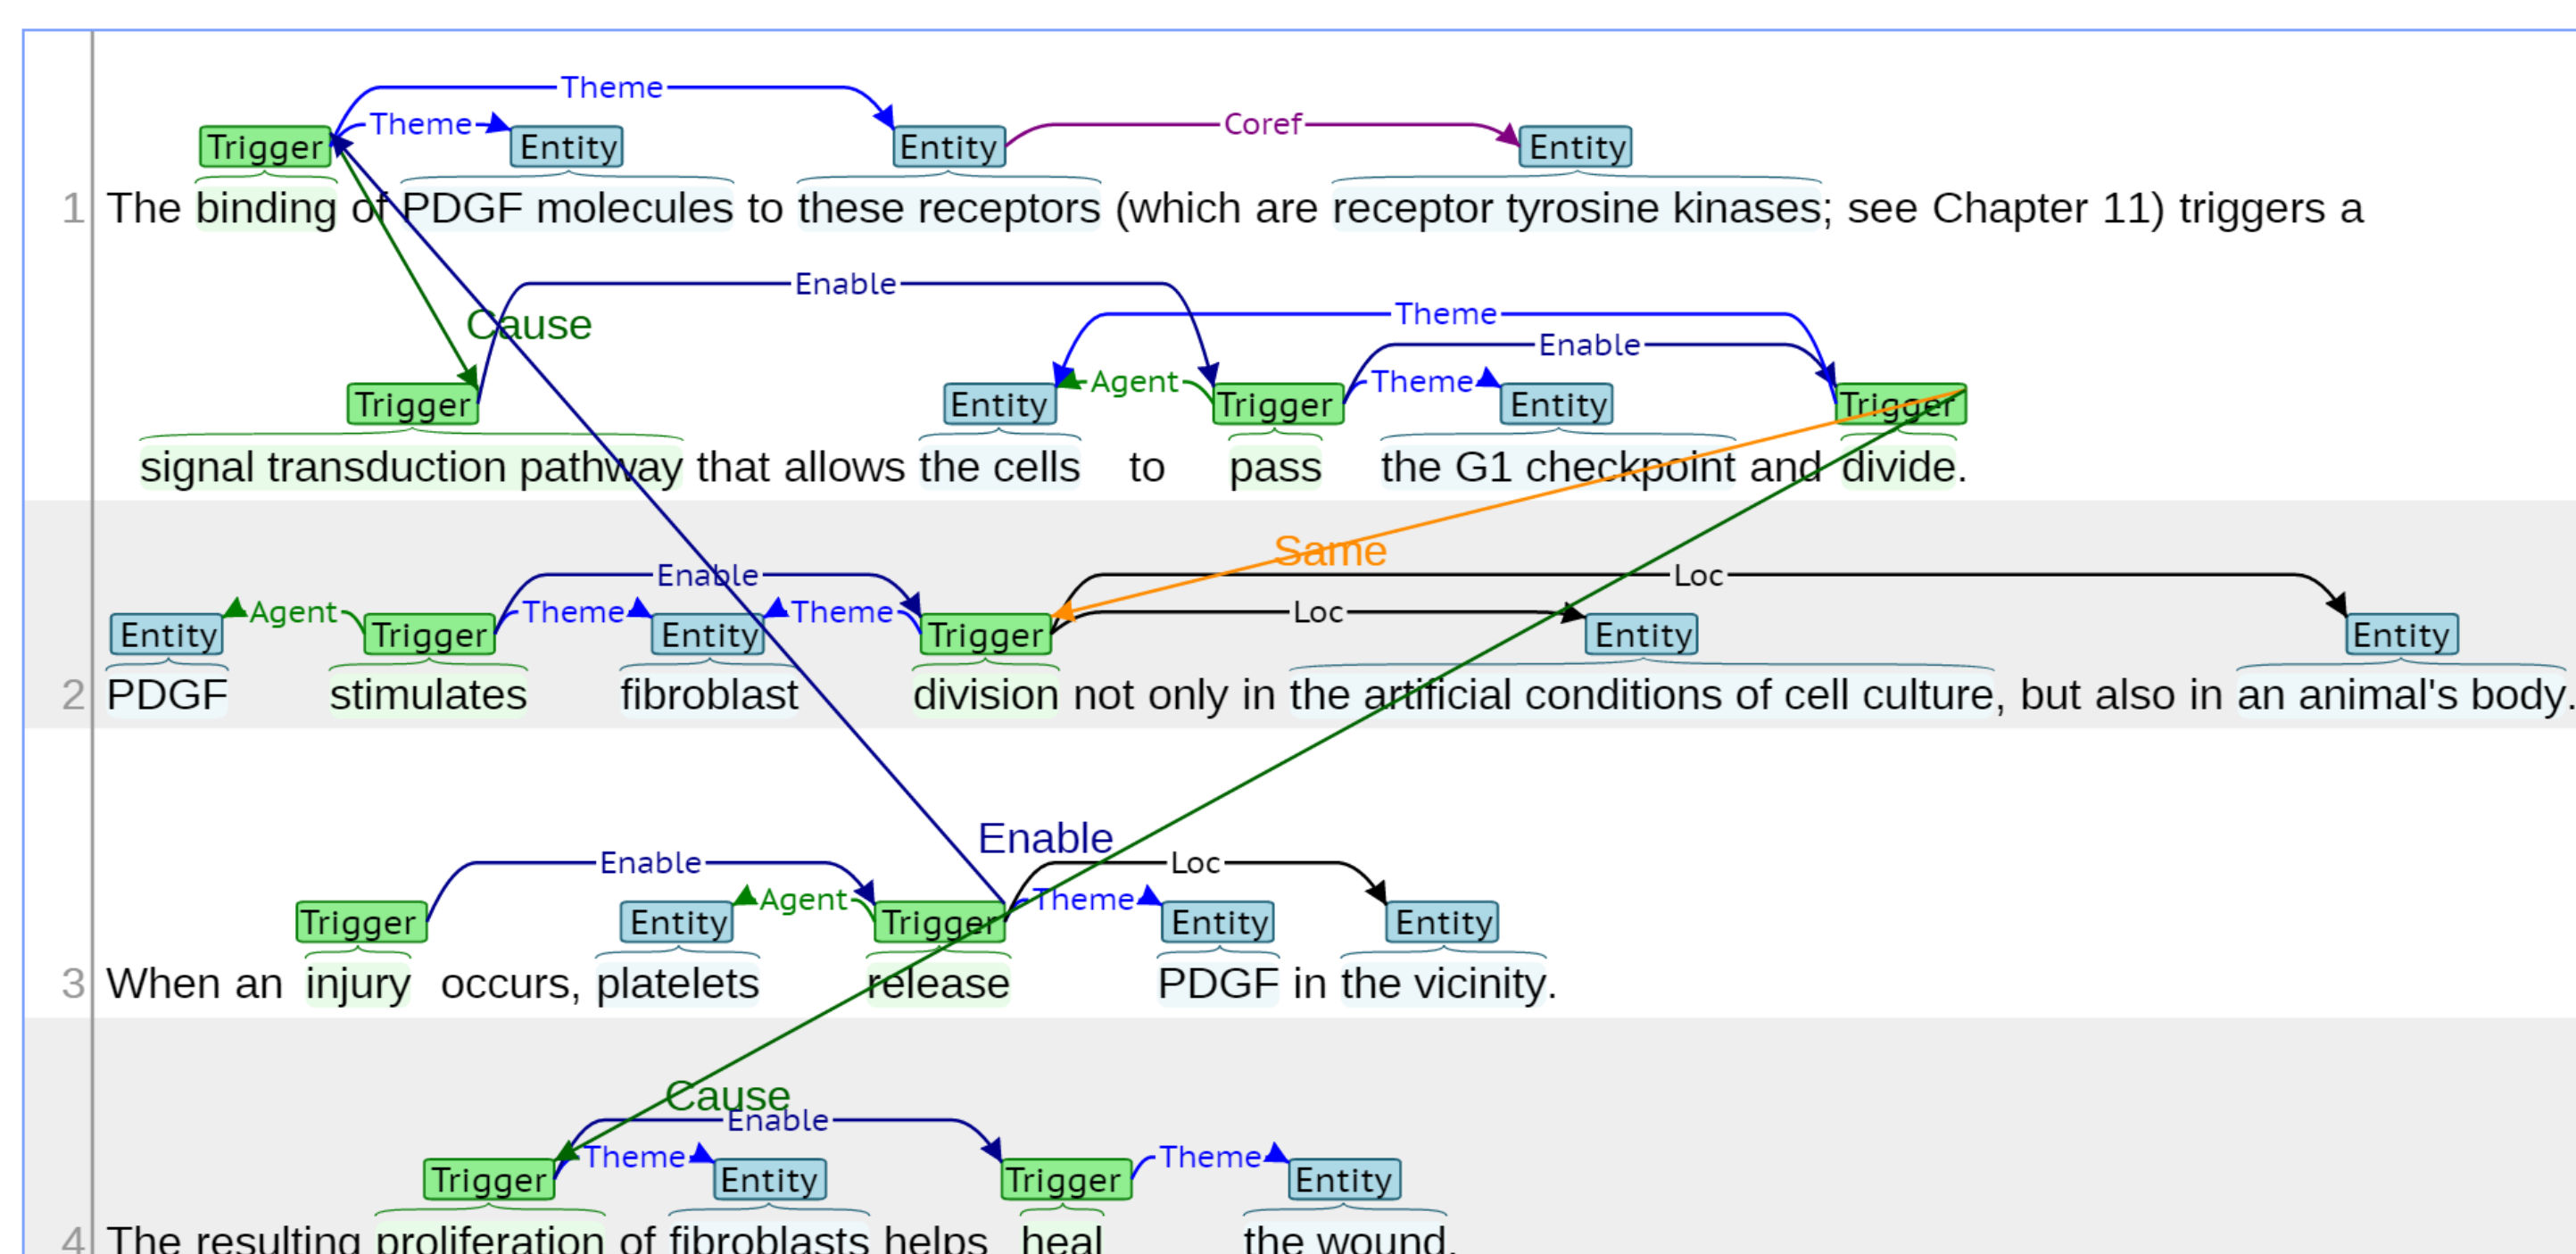 Theme
Theme Coref
Trigger Entity Entity Entity
1 The binding of PDGF molecules to these receptors (which are receptor tyrosine kinases; see Chapter 11) triggers a
Enable
Cause Theme
Enable
Agent Theme
Trigger Entity Trigger Entity Trigger
signal transduction pathway that allows the cells to pass the G1 checkpoint and divide.
Same
Enable Loc
Agent Theme Theme Loc
Entity Trigger Entity Trigger Entity Entity
2 PDGF stimulates fibroblast division not only in the artificial conditions of cell culture, but also in an animal's body.
Enable
Enable Loc
Agent Theme
Trigger Entity Trigger Entity Entity
3 When an injury occurs, platelets release PDGF in the vicinity.
Cause
Enable
Theme Theme
Trigger Entity Trigger Entity
4 The resulting proliferation of fibroblasts helps heal the wound.